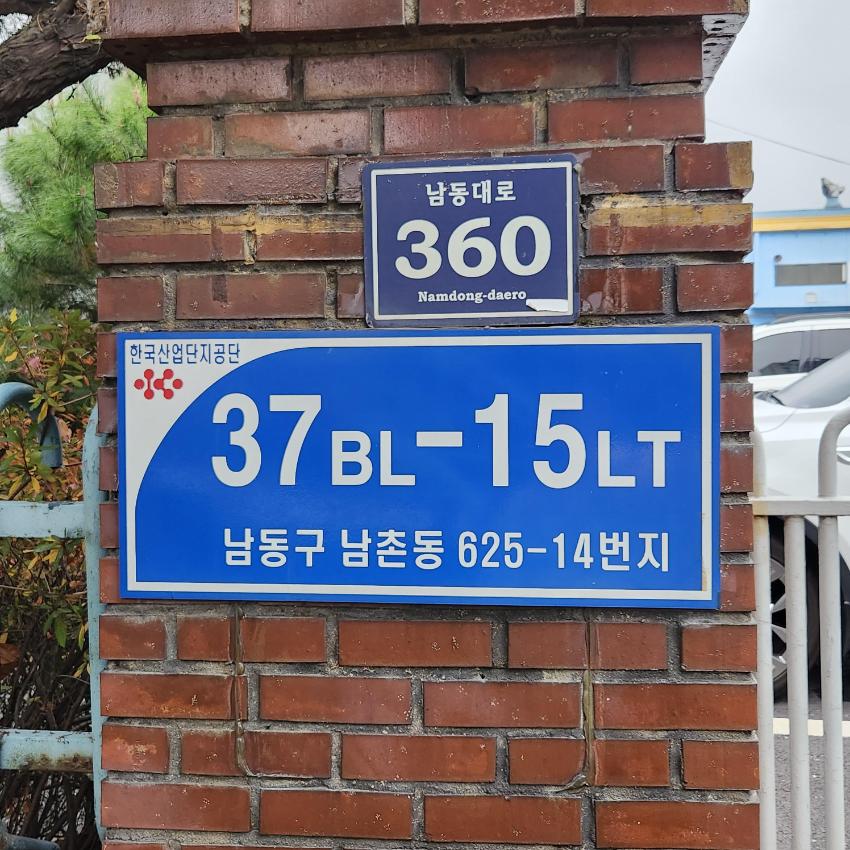 남동대로
360
Namdong-daero
한국산업단지공단
37BL-15LT
남동구 남촌동 625-14번지